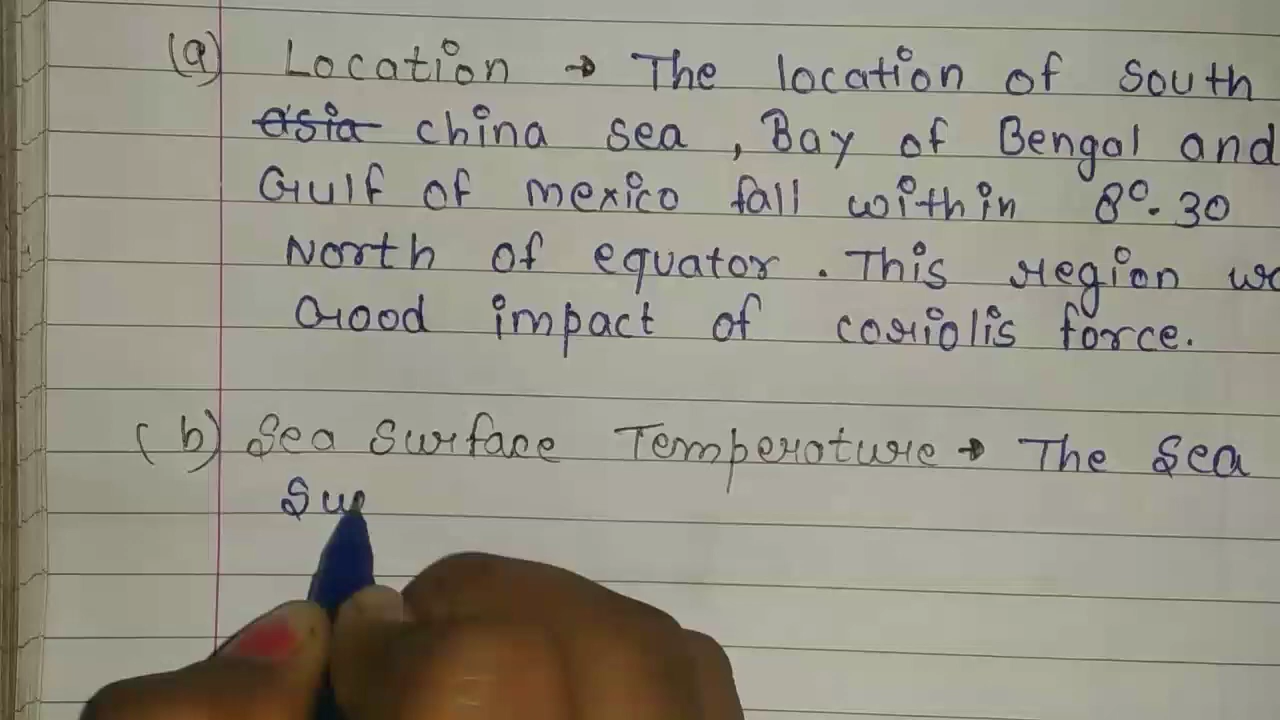 (a) Location → The location of South
asia china sea, Bay of Bengal and
Gulf of mexico fall within 8°-30
North of equator. This region
Good impact of coriolis force.
(b) Sea Surface Temperature → The Sea
Su